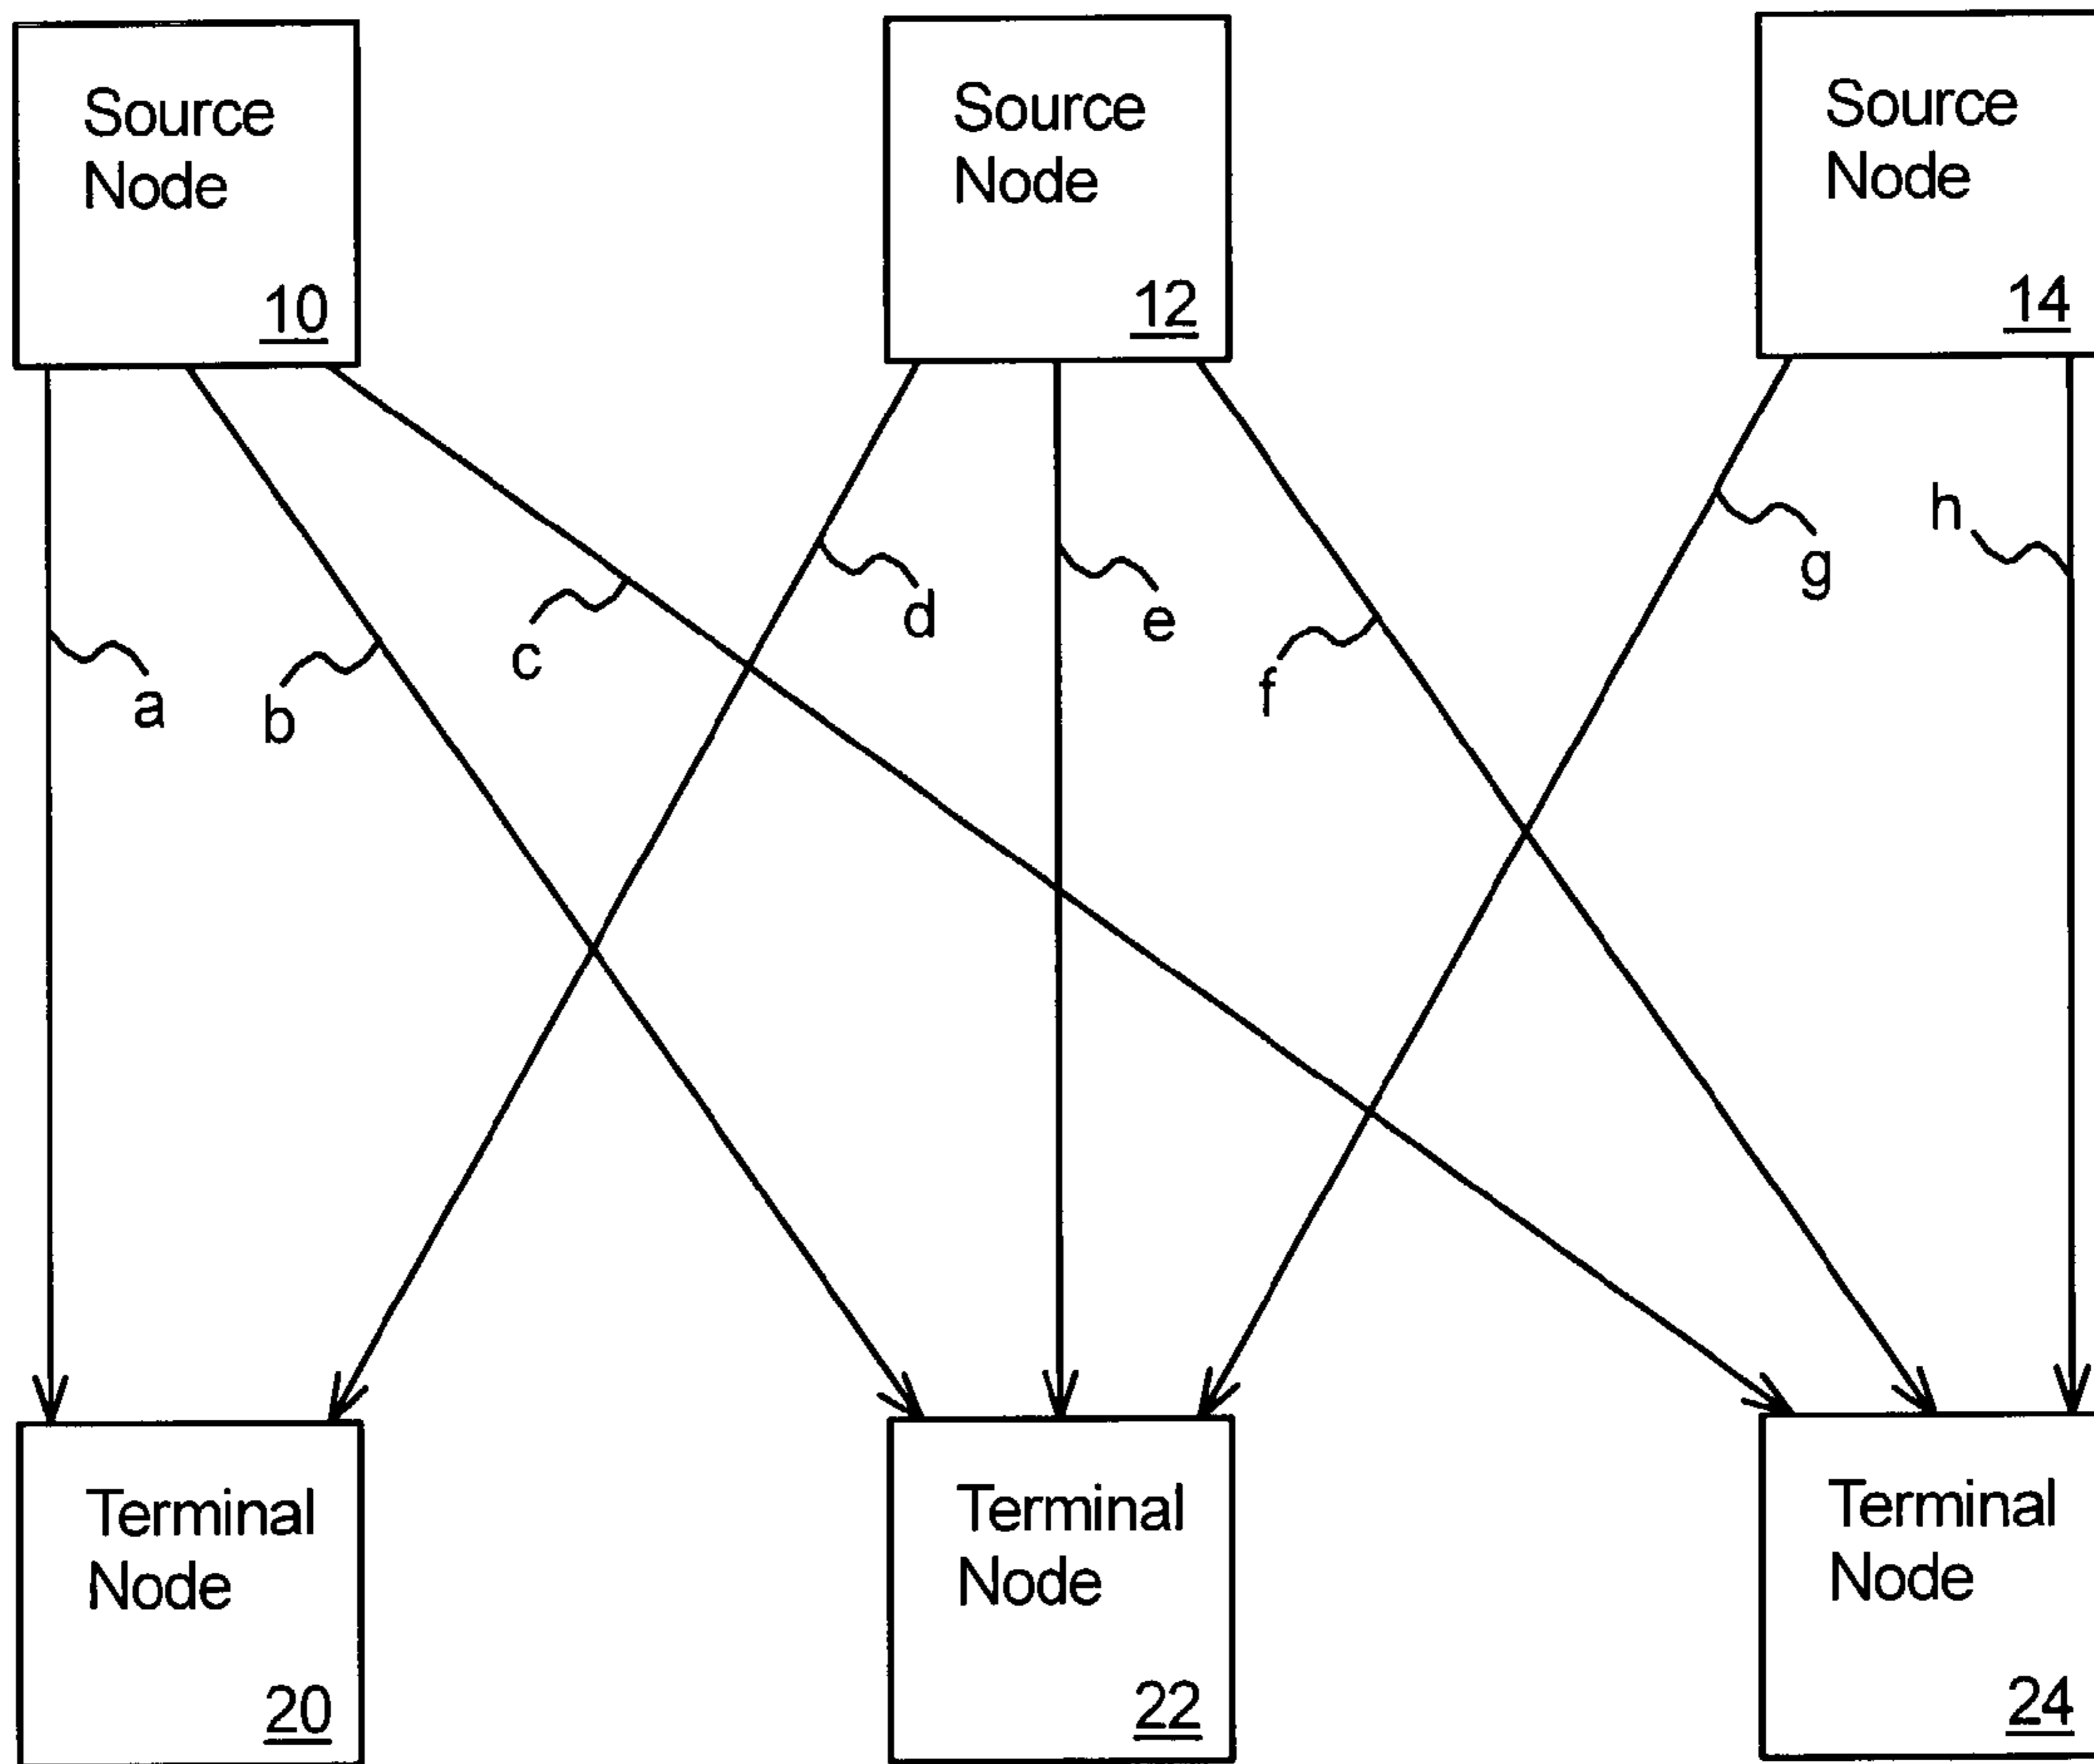 Source
Node
10
Source
Node
12
Source
Node
14
a
b
c
d
e
f
g
h
Terminal
Node
20
Terminal
Node
22
Terminal
Node
24